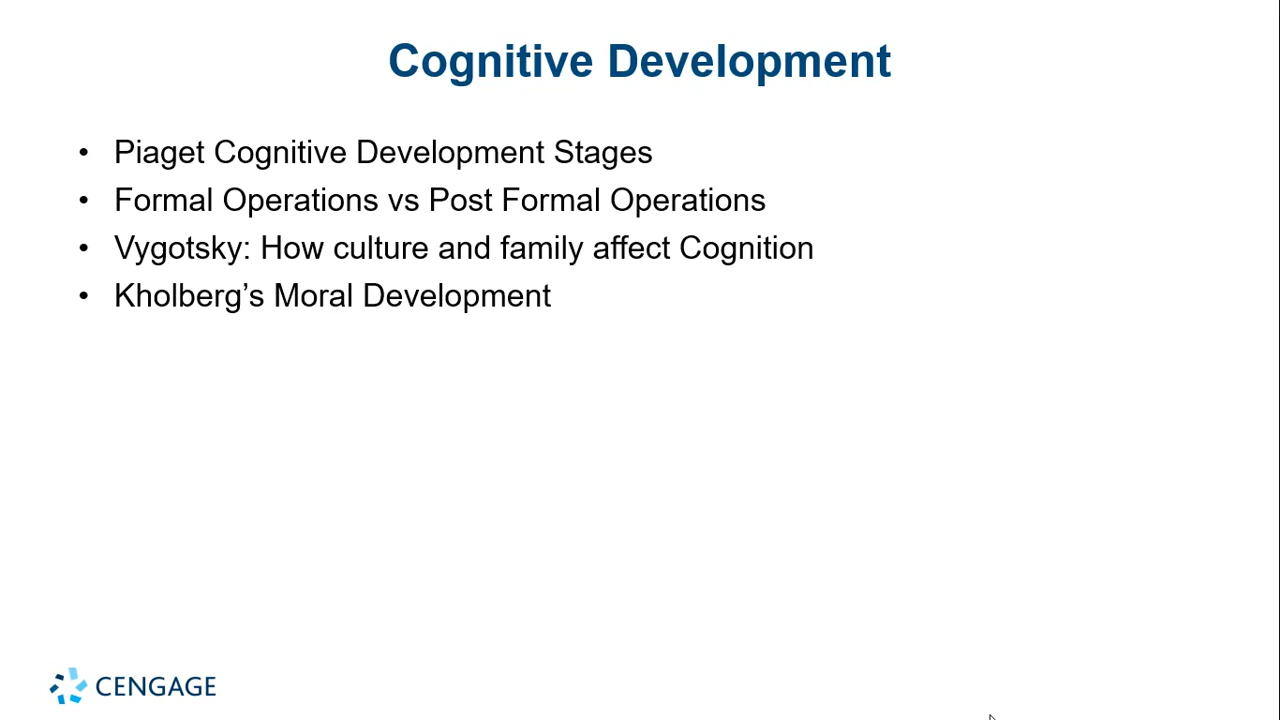 Cognitive Development
• Piaget Cognitive Development Stages
• Formal Operations vs Post Formal Operations
• Vygotsky: How culture and family affect Cognition
• Kholberg’s Moral Development
CENGAGE